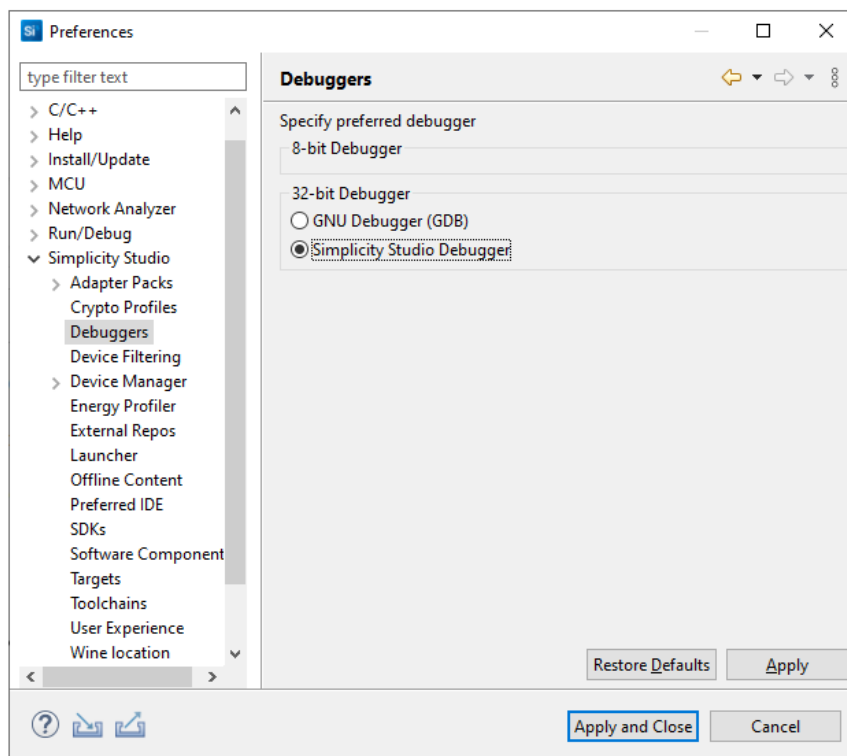 Si
Preferences
type filter text
C/C++
Help
Install/Update
MCU
Network Analyzer
Run/Debug
Simplicity Studio
Adapter Packs
Crypto Profiles
Debuggers
Device Filtering
Device Manager
Energy Profiler
External Repos
Launcher
Offline Content
Preferred IDE
SDKs
Software Component
Targets
Toolchains
User Experience
Wine location
Debuggers
Specify preferred debugger
8-bit Debugger
32-bit Debugger
GNU Debugger (GDB)
Simplicity Studio Debugger
Restore Defaults
Apply
?
Apply and Close
Cancel